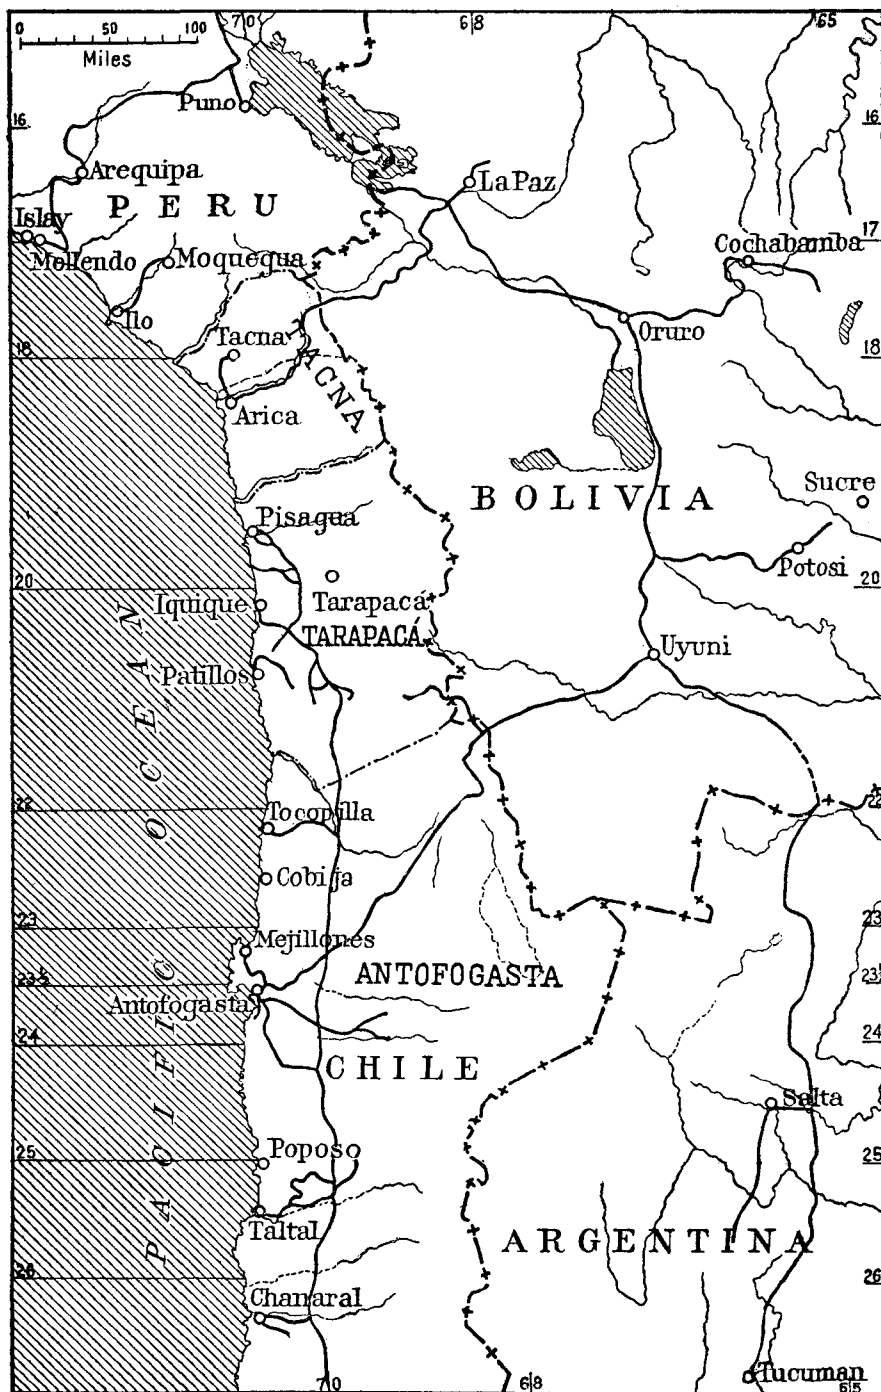 70
68
65
0 50 100
Miles
Puno
16
16
Arequipa
La Paz
PERU
Islay
17
Mollendo
Moquequa
Cochabamba
Ilo
Tacna
Oruro
18
18
TACNA
Arica
BOLIVIA
Sucre
Pisagua
Potosi
20
20
Iquique
Tarapacá
TARAPACÁ
Uyuni
Patillos
PACIFIC OCEAN
22
22
Tocopilla
Cobija
23
23
Mejillones
23½
ANTOFOGASTA
23½
Antofogasta
24
24
CHILE
Salta
Poposo
25
25
Taltal
ARGENTINA
26
26
Chanaral
Tucuman
70
68
65